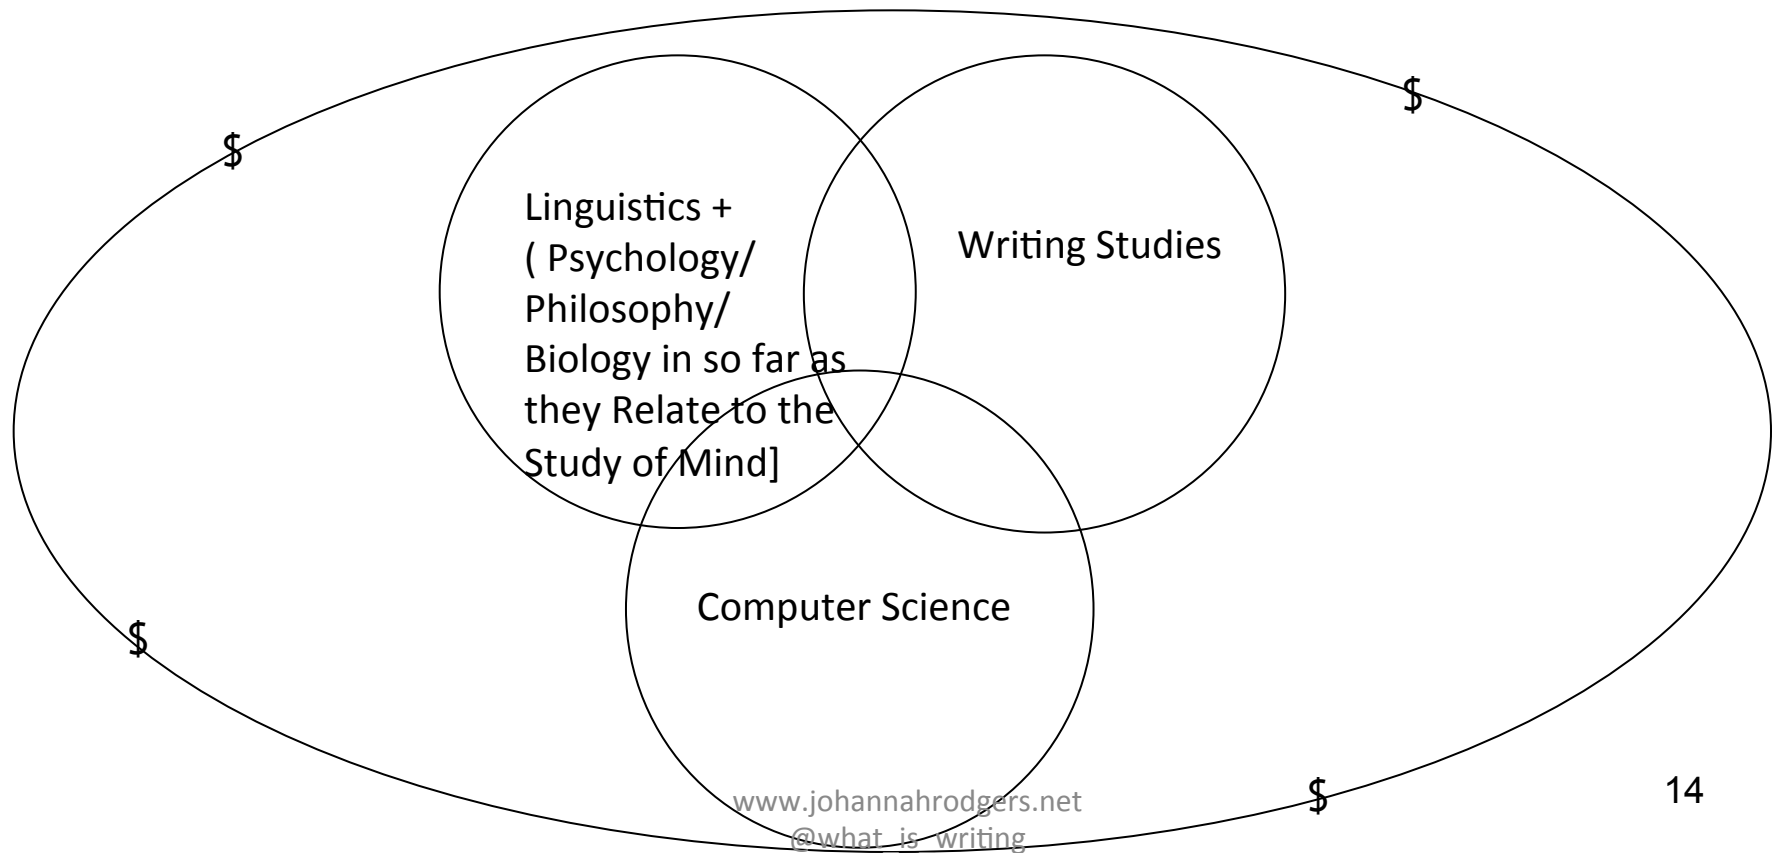 $
$
Linguistics +
( Psychology/
Philosophy/
Biology in so far as
they Relate to the
Study of Mind]
Writing Studies
Computer Science
$
$
14
www.johannahrodgers.net
@what_is_writing